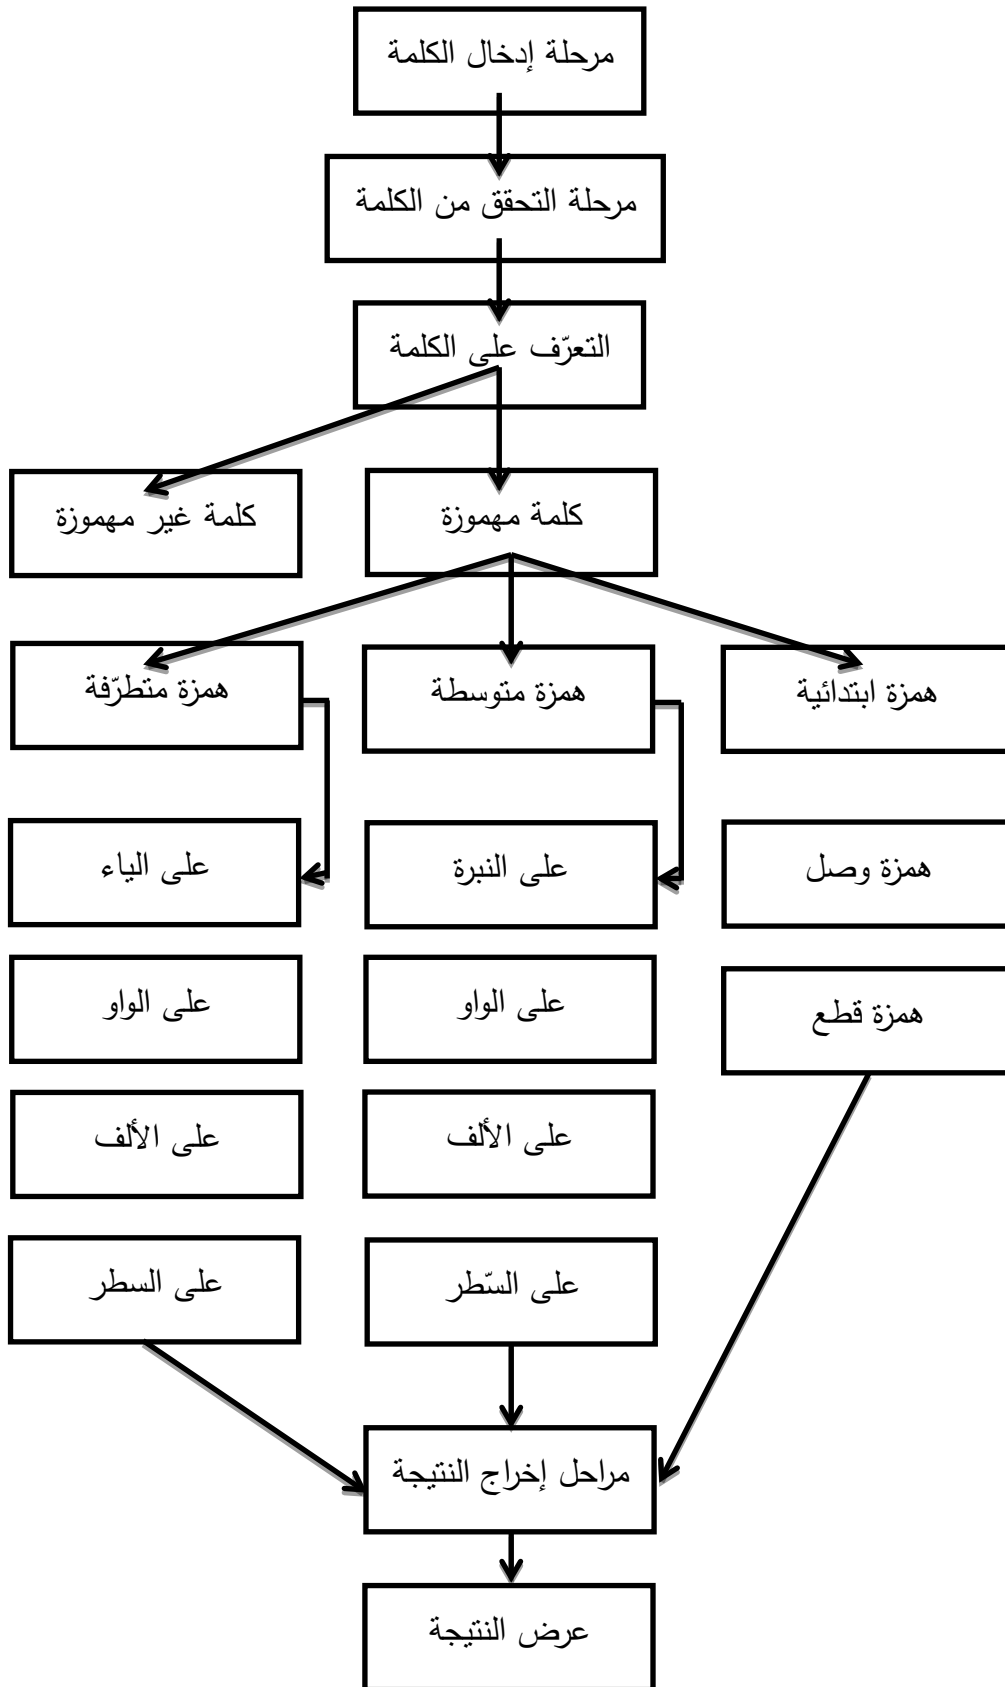 مرحلة إدخال الكلمة
مرحلة التحقق من الكلمة
التعرّف على الكلمة
كلمة مهموزة
كلمة غير مهموزة
همزة ابتدائية
همزة متوسطة
همزة متطرّفة
همزة وصل
على النبرة
على الياء
همزة قطع
على الواو
على الواو
على الألف
على الألف
على السّطر
على السطر
مراحل إخراج النتيجة
عرض النتيجة